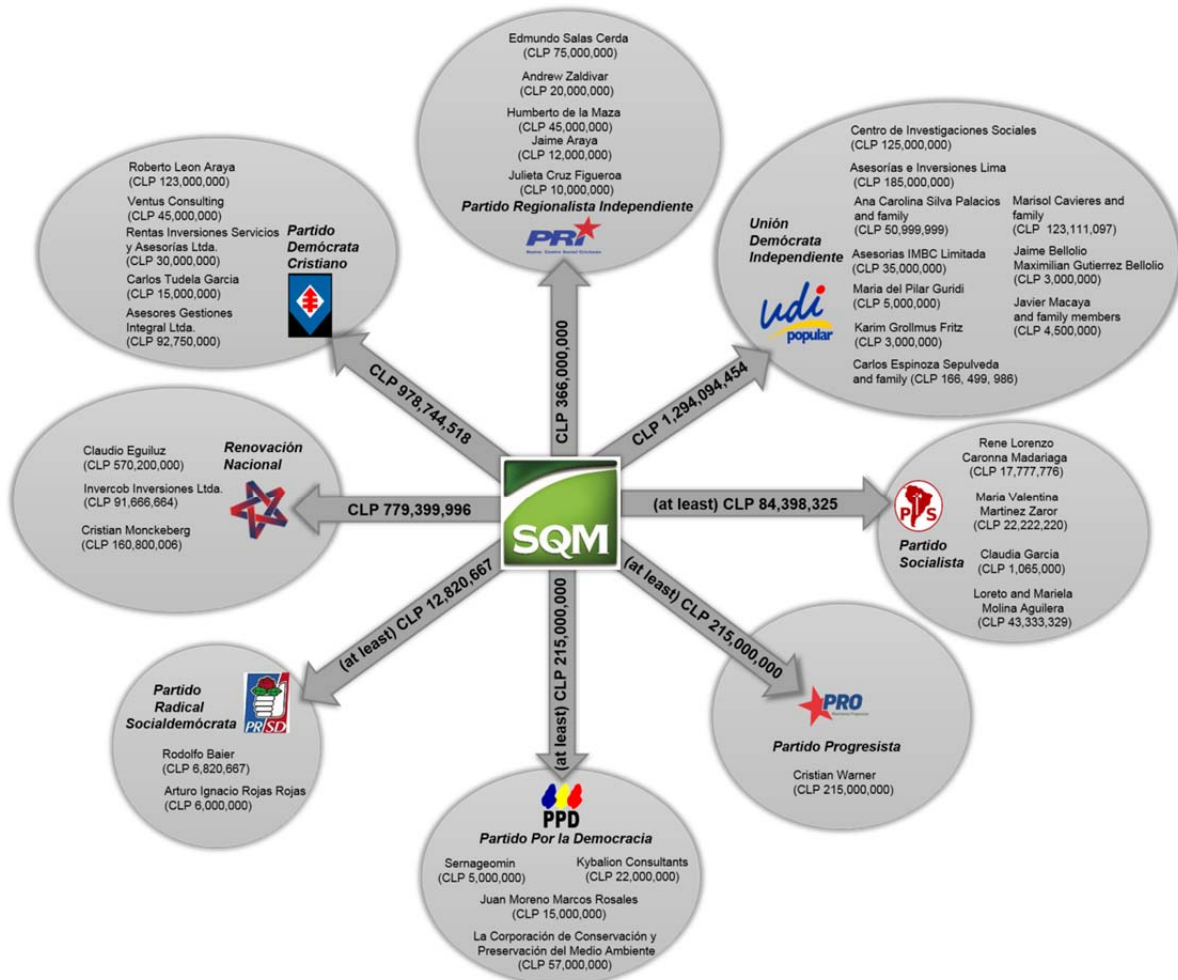 Edmundo Salas Cerda
(CLP 75,000,000)
Andrew Zaldivar
(CLP 20,000,000)
Humberto de la Maza
(CLP 45,000,000)
Jaime Araya
(CLP 12,000,000)
Julieta Cruz Figueroa
(CLP 10,000,000)
Partido Regionalista Independiente
PRi
Roberto Leon Araya
(CLP 123,000,000)
Ventus Consulting
(CLP 45,000,000)
Rentas Inversiones Servicios
y Asesorías Ltda.
(CLP 30,000,000)
Carlos Tudela Garcia
(CLP 15,000,000)
Asesores Gestiones
Integral Ltda.
(CLP 92,750,000)
Partido
Demócrata
Cristiano
Centro de Investigaciones Sociales
(CLP 125,000,000)
Asesorías e Inversiones Lima
(CLP 185,000,000)
Ana Carolina Silva Palacios
and family
(CLP 50,999,999)
Asesorias IMBC Limitada
(CLP 35,000,000)
Maria del Pilar Guridi
(CLP 5,000,000)
Karim Grollmus Fritz
(CLP 3,000,000)
Carlos Espinoza Sepulveda
and family (CLP 166, 499, 986)
Marisol Cavieres and
family
(CLP 123,111,097)
Jaime Bellolio
Maximilian Gutierrez Bellolio
(CLP 3,000,000)
Javier Macaya
and family members
(CLP 4,500,000)
Unión
Demócrata
Independiente
udi
popular
CLP 978,744,518
CLP 366,000,000
CLP 1,294,094,454
Claudio Eguiluz
(CLP 570,200,000)
Invercob Inversiones Ltda.
(CLP 91,666,664)
Cristian Monckeberg
(CLP 160,800,006)
Renovación
Nacional
CLP 779,399,996
SQM
(at least) CLP 84,398,325
PS
Partido
Socialista
Rene Lorenzo
Caronna Madariaga
(CLP 17,777,776)
Maria Valentina
Martinez Zaror
(CLP 22,222,220)
Claudia Garcia
(CLP 1,065,000)
Loreto and Mariela
Molina Aguilera
(CLP 43,333,329)
(at least) CLP 12,820,667
(at least) CLP 215,000,000
(at least) CLP 215,000,000
Partido
Radical
Socialdemócrata
PRSD
Rodolfo Baier
(CLP 6,820,667)
Arturo Ignacio Rojas Rojas
(CLP 6,000,000)
PPD
Partido Por la Democracia
Sernageomin
(CLP 5,000,000)
Kybalion Consultants
(CLP 22,000,000)
Juan Moreno Marcos Rosales
(CLP 15,000,000)
La Corporación de Conservación y
Preservación del Medio Ambiente
(CLP 57,000,000)
PRO
Partido Progresista
Cristian Warner
(CLP 215,000,000)